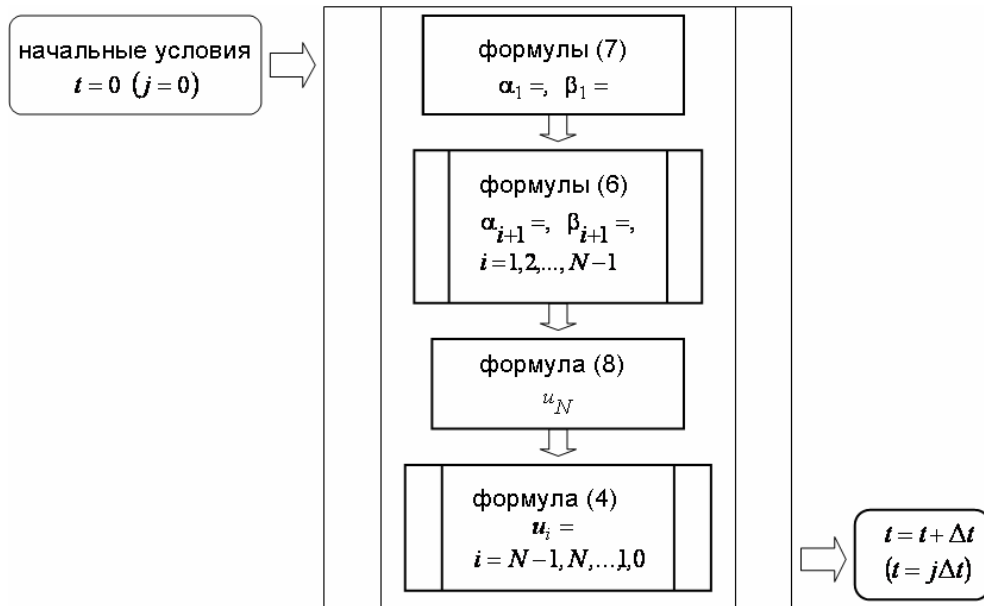 начальные условия
t = 0 (j = 0)
формулы (7)
α₁ =, β₁ =
формулы (6)
αᵢ₊₁ =, βᵢ₊₁ =,
i = 1,2,..., N − 1
формула (8)
u_N
формула (4)
uᵢ =
i = N − 1, N,...,1,0
t = t + Δt
(t = jΔt)